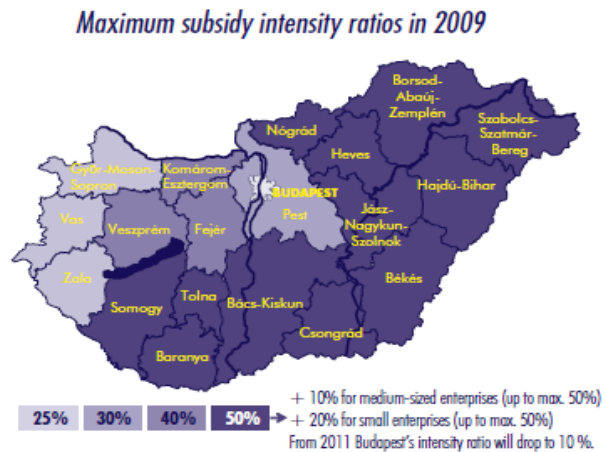 Maximum subsidy intensity ratios in 2009
Borsod-
Abaúj-
Zemplén
Szabolcs-
Szatmár-
Bereg
Nógrád
Heves
Győr-Moson-
Sopron
Komárom-
Esztergom
BUDAPEST
Pest
Hajdú-Bihar
Jász-
Nagykun-
Szolnok
Vas
Veszprém
Fejér
Zala
Békés
Somogy
Tolna
Bács-Kiskun
Csongrád
Baranya
25%
30%
40%
50%
+ 10% for medium-sized enterprises (up to max. 50%)
+ 20% for small enterprises (up to max. 50%)
From 2011 Budapest's intensity ratio will drop to 10 %.